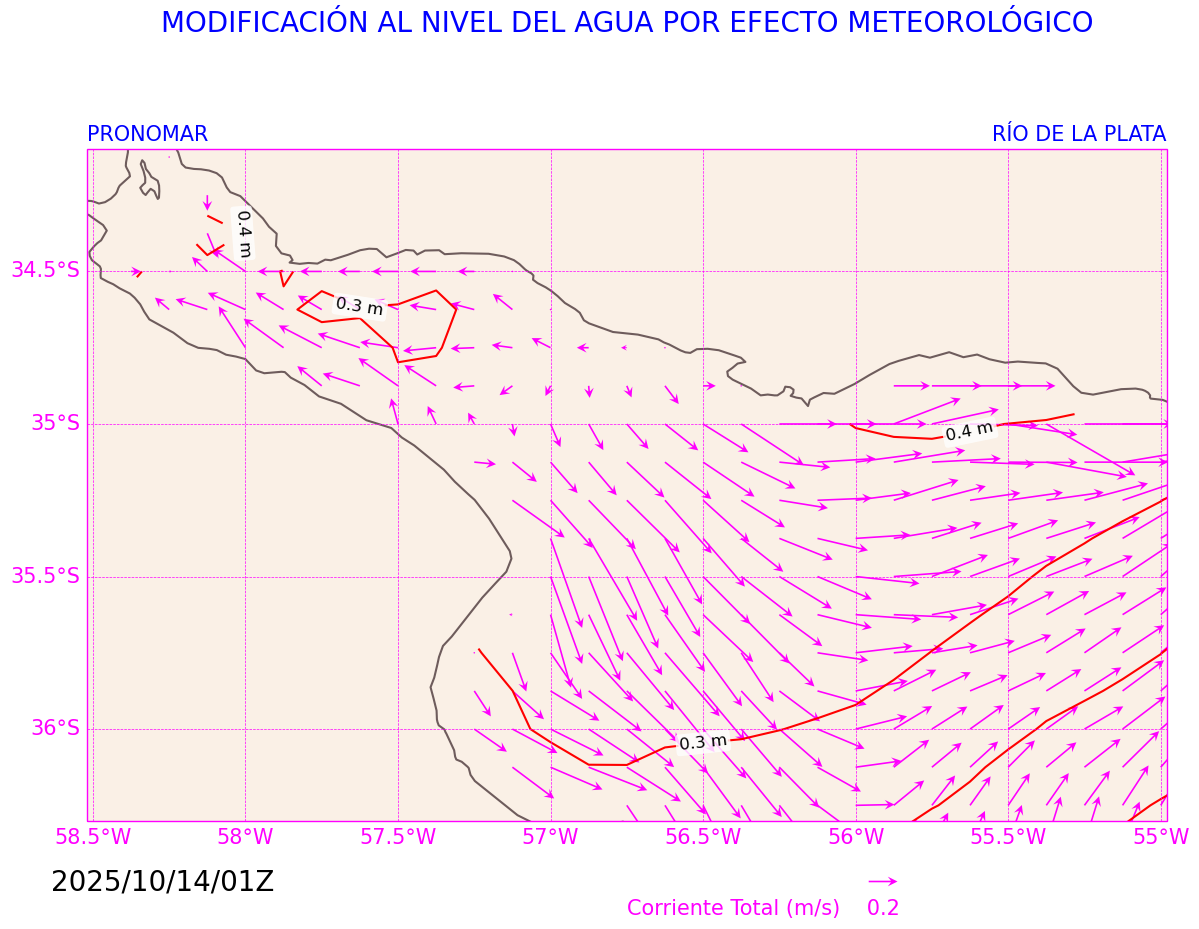 MODIFICACIÓN AL NIVEL DEL AGUA POR EFECTO METEOROLÓGICO
PRONOMAR
RÍO DE LA PLATA
0.4 m
34.5°S
0.3 m
35°S
0.4 m
35.5°S
36°S
0.3 m
58.5°W
58°W
57.5°W
57°W
56.5°W
56°W
55.5°W
55°W
2025/10/14/01Z
Corriente Total (m/s)
0.2